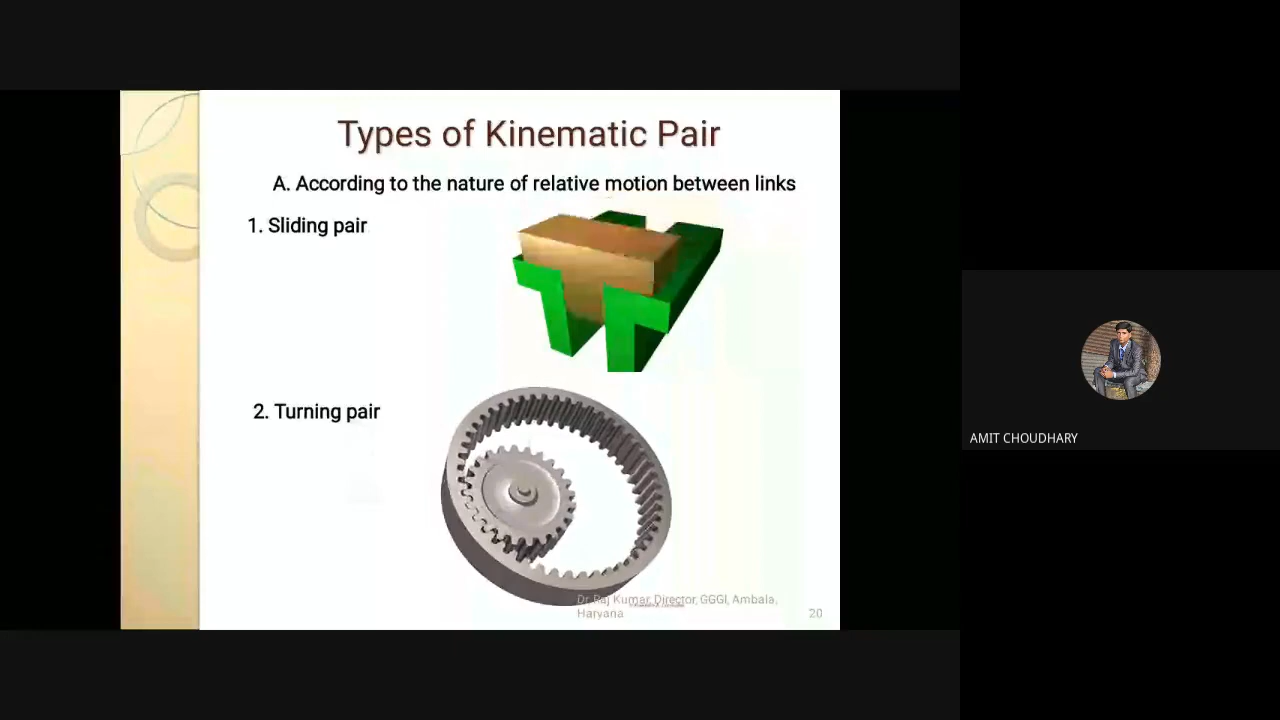 Types of Kinematic Pair
A. According to the nature of relative motion between links
1. Sliding pair
2. Turning pair
Dr Raj Kumar, Director, GGGI, Ambala,
Haryana
20
AMIT CHOUDHARY